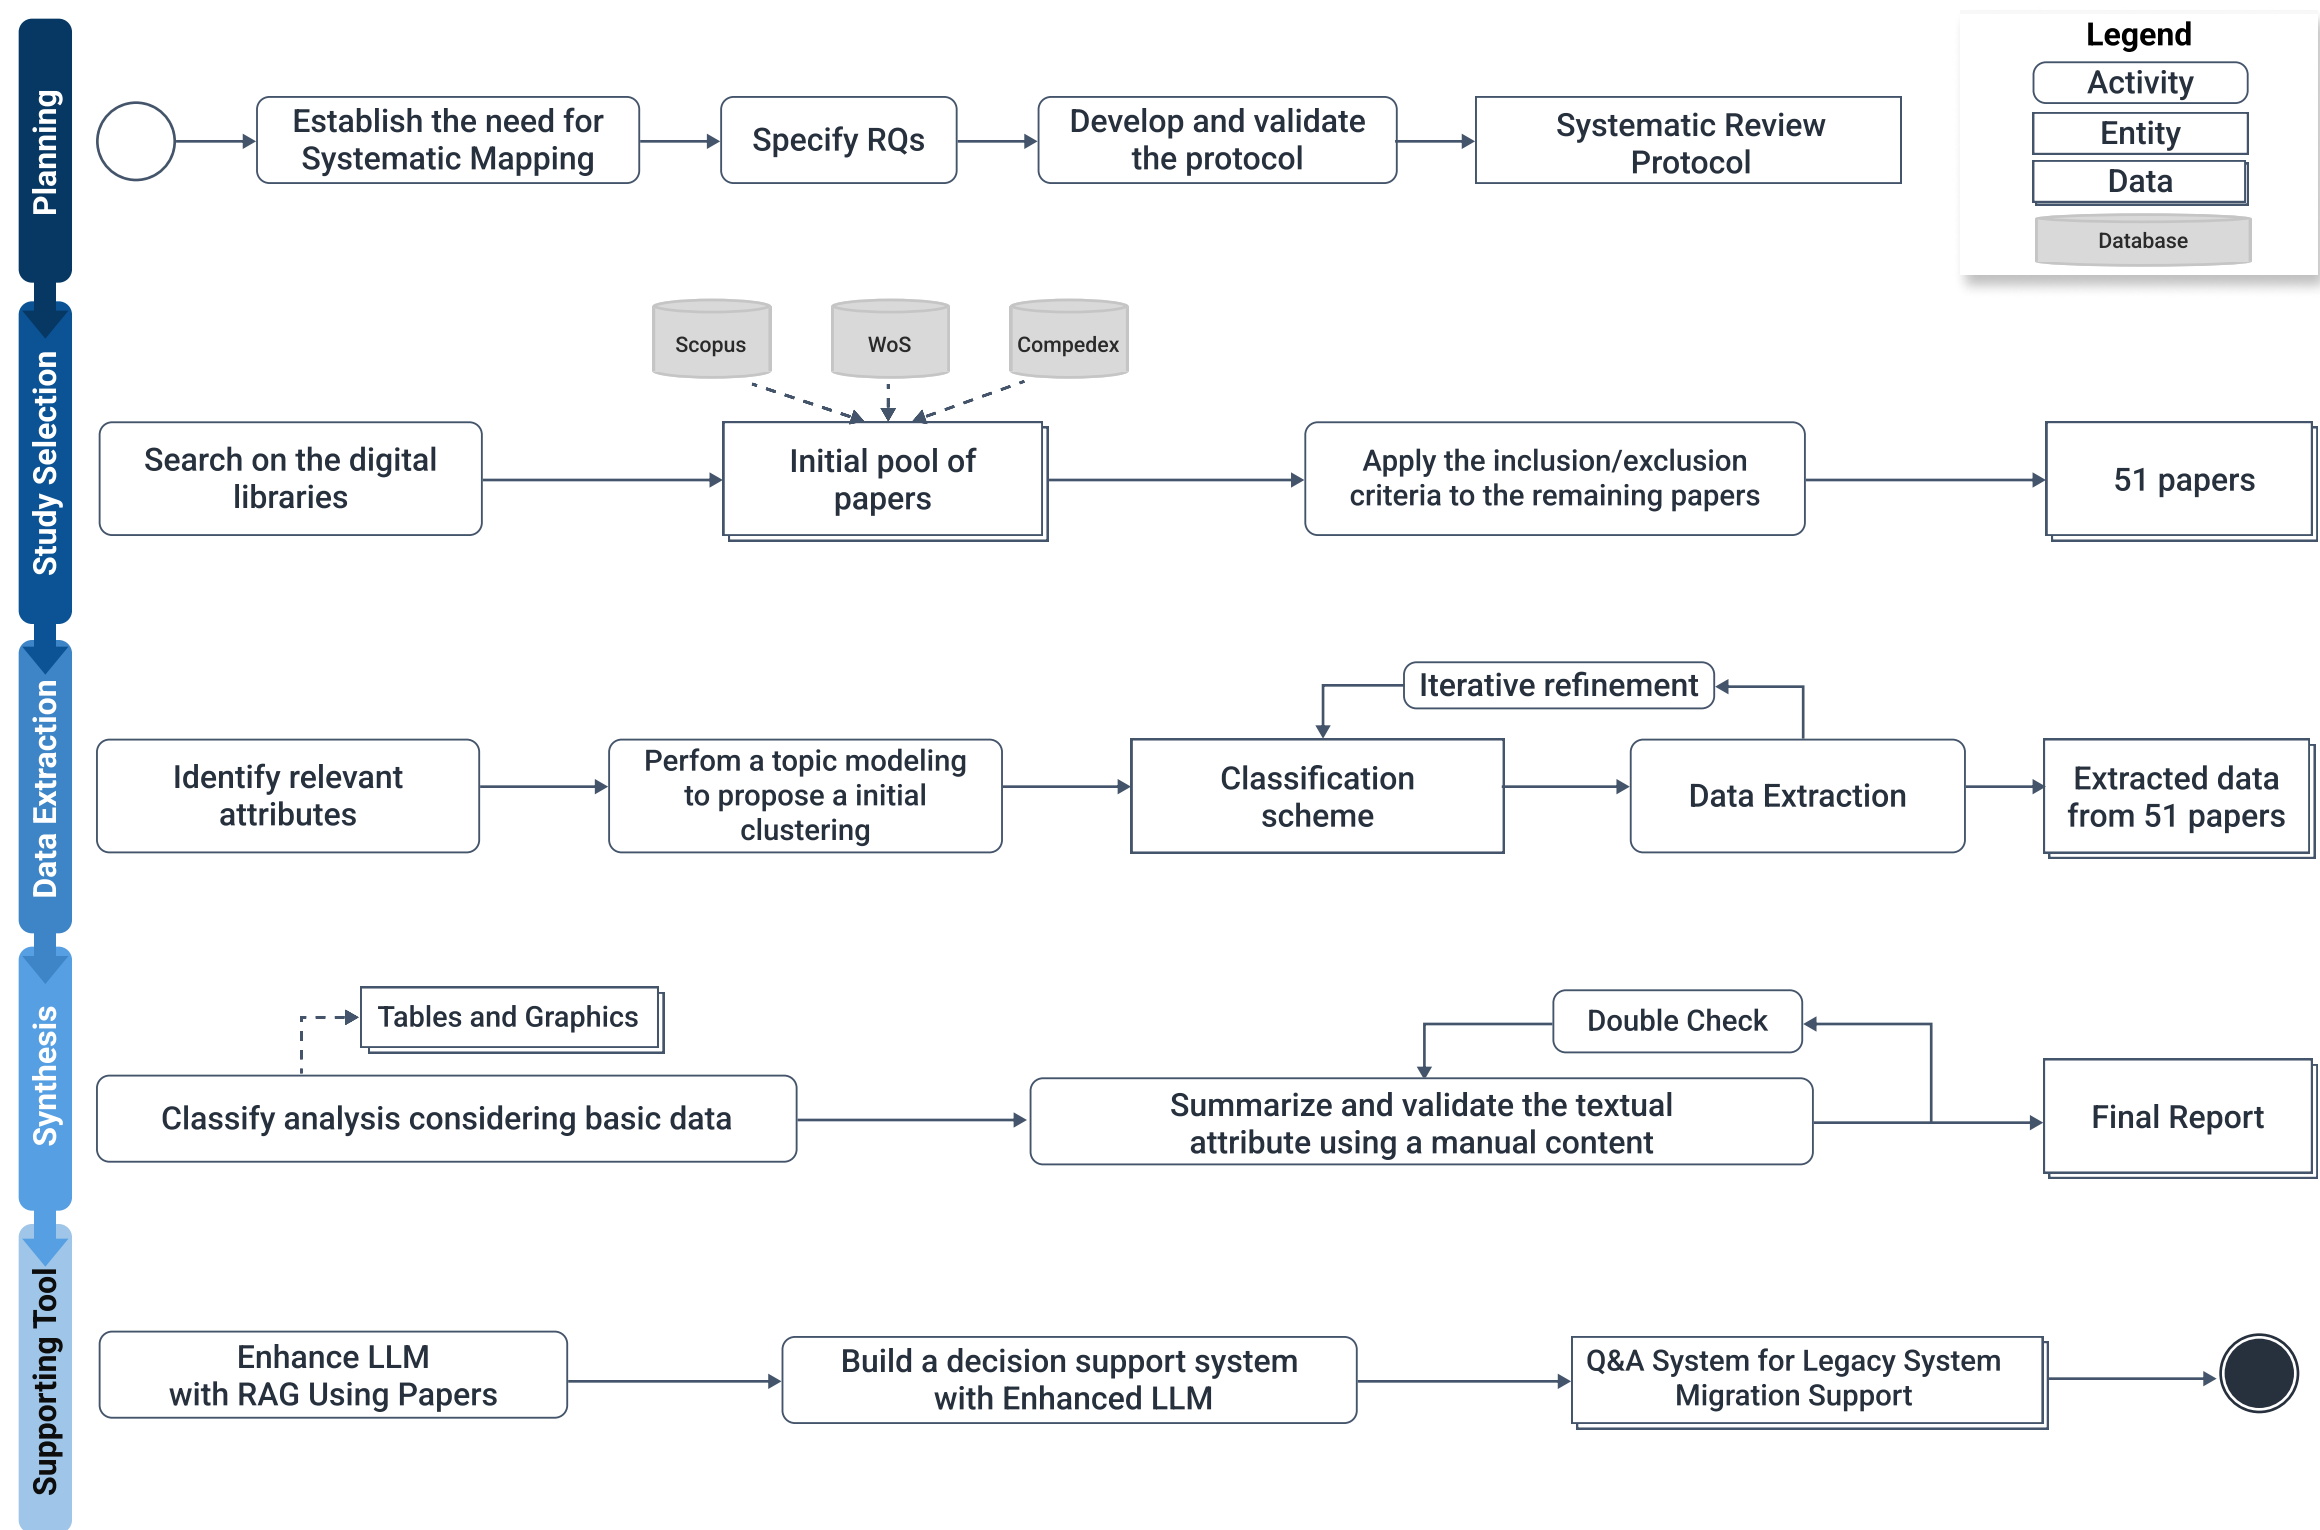 Planning
Establish the need for
Systematic Mapping
Specify RQs
Develop and validate
the protocol
Systematic Review
Protocol
Legend
Activity
Entity
Data
Database
Study Selection
Scopus
WoS
Compedex
Search on the digital
libraries
Initial pool of
papers
Apply the inclusion/exclusion
criteria to the remaining papers
51 papers
Data Extraction
Iterative refinement
Identify relevant
attributes
Perfom a topic modeling
to propose a initial
clustering
Classification
scheme
Data Extraction
Extracted data
from 51 papers
Synthesis
Tables and Graphics
Double Check
Classify analysis considering basic data
Summarize and validate the textual
attribute using a manual content
Final Report
Supporting Tool
Enhance LLM
with RAG Using Papers
Build a decision support system
with Enhanced LLM
Q&A System for Legacy System
Migration Support